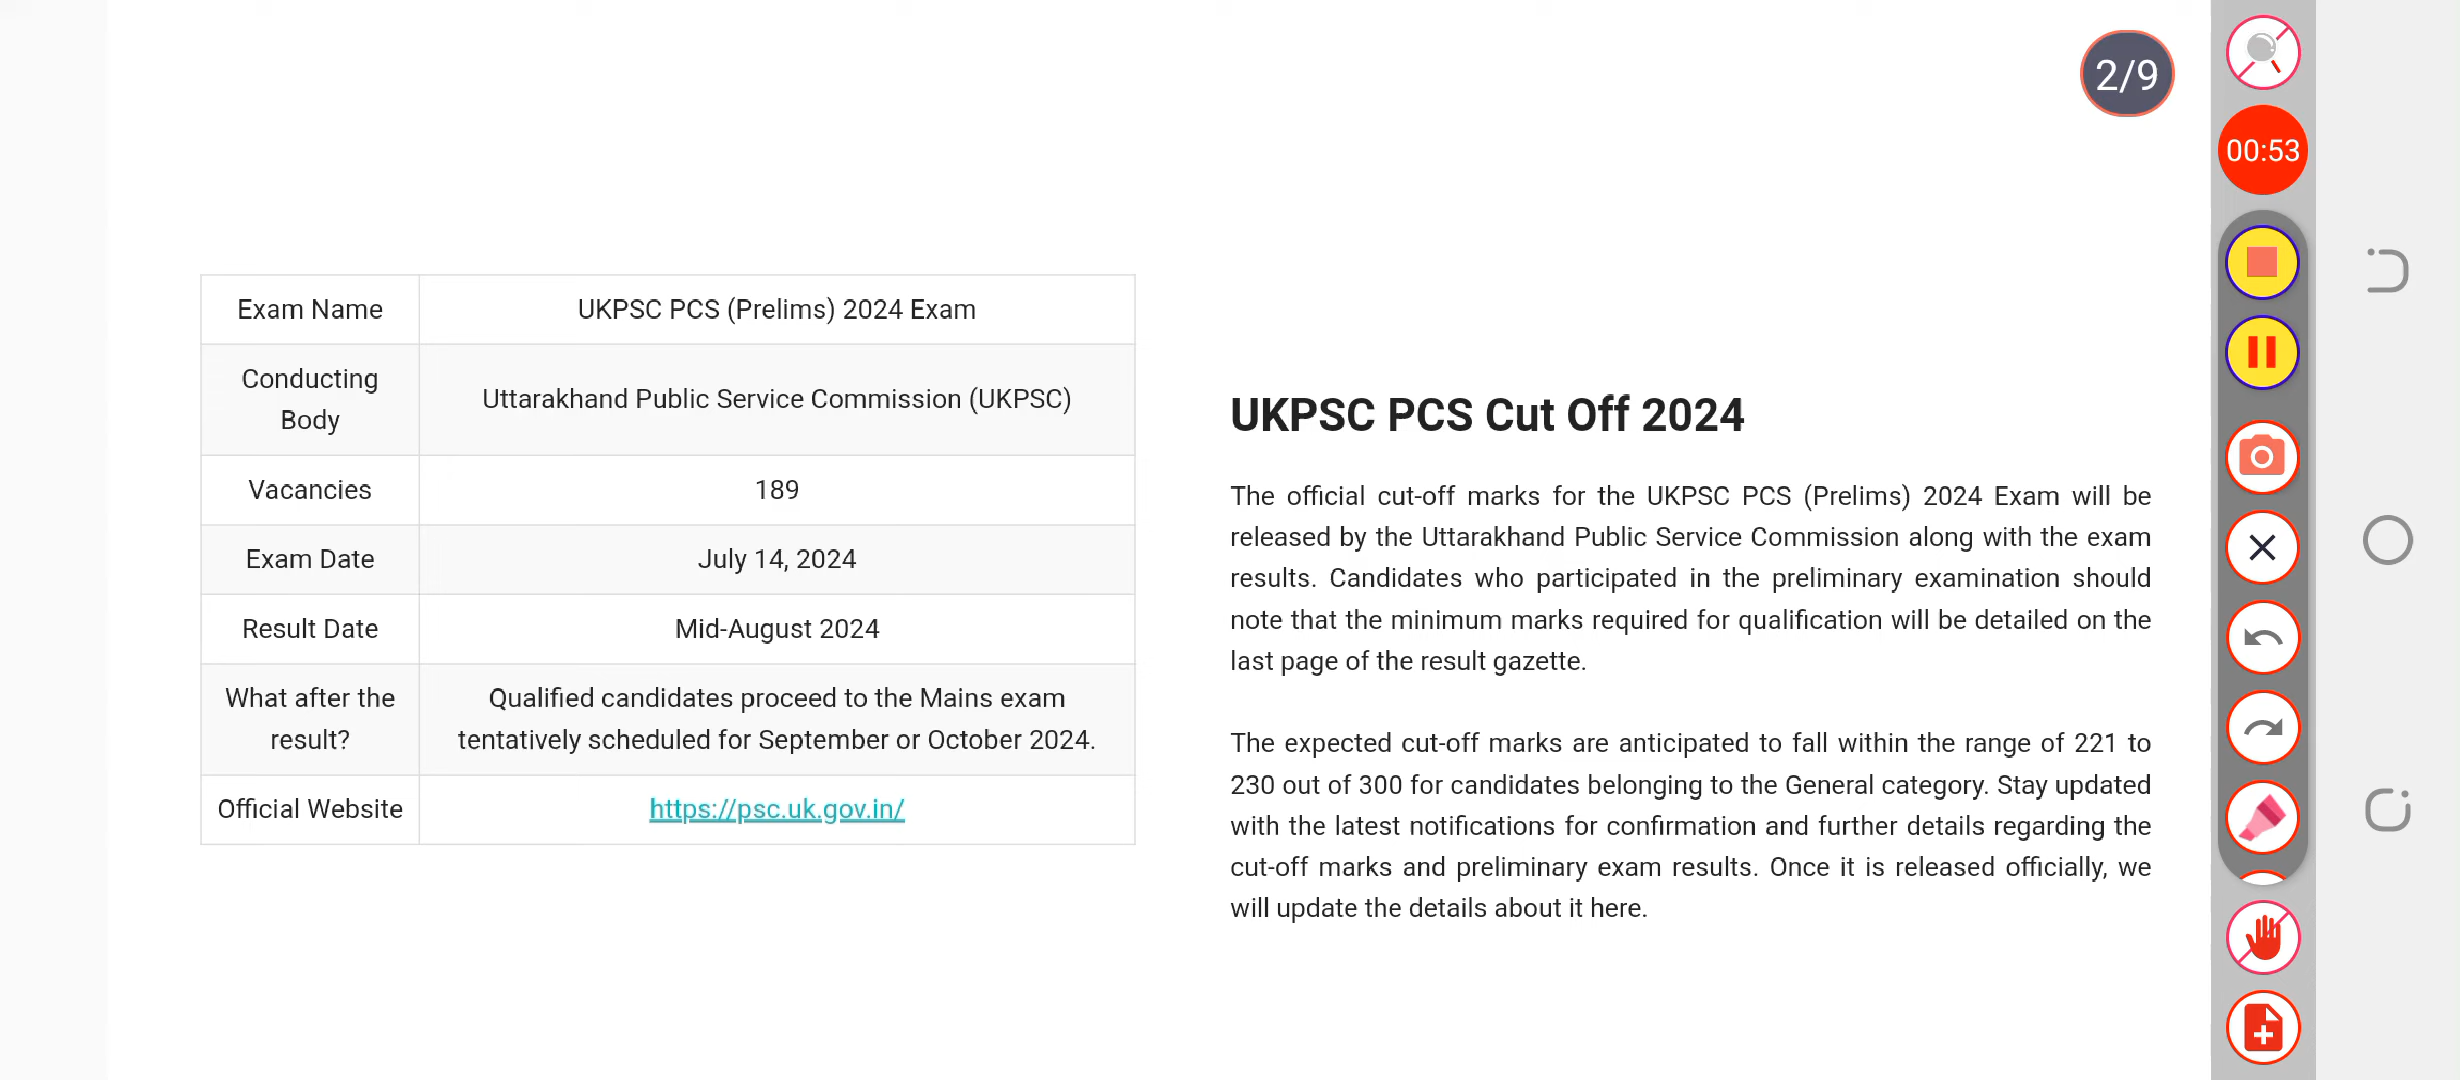 2/9
00:53
Exam Name
UKPSC PCS (Prelims) 2024 Exam
Conducting
Body
Uttarakhand Public Service Commission (UKPSC)
Vacancies
189
Exam Date
July 14, 2024
Result Date
Mid-August 2024
What after the
result?
Qualified candidates proceed to the Mains exam
tentatively scheduled for September or October 2024.
Official Website
https://psc.uk.gov.in/
UKPSC PCS Cut Off 2024
The official cut-off marks for the UKPSC PCS (Prelims) 2024 Exam will be
released by the Uttarakhand Public Service Commission along with the exam
results. Candidates who participated in the preliminary examination should
note that the minimum marks required for qualification will be detailed on the
last page of the result gazette.
The expected cut-off marks are anticipated to fall within the range of 221 to
230 out of 300 for candidates belonging to the General category. Stay updated
with the latest notifications for confirmation and further details regarding the
cut-off marks and preliminary exam results. Once it is released officially, we
will update the details about it here.